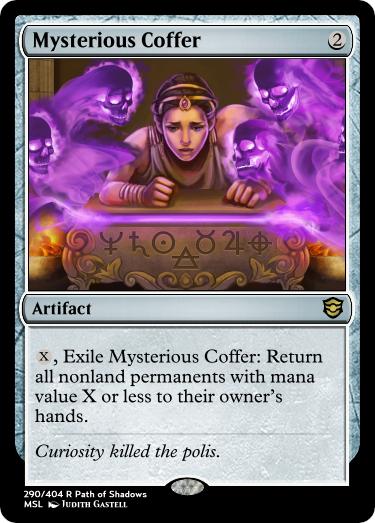 Mysterious Coffer 2
Artifact
X, Exile Mysterious Coffer: Return
all nonland permanents with mana
value X or less to their owner's
hands.
Curiosity killed the polis.
290/404 R Path of Shadows
MSL Judith Gastell